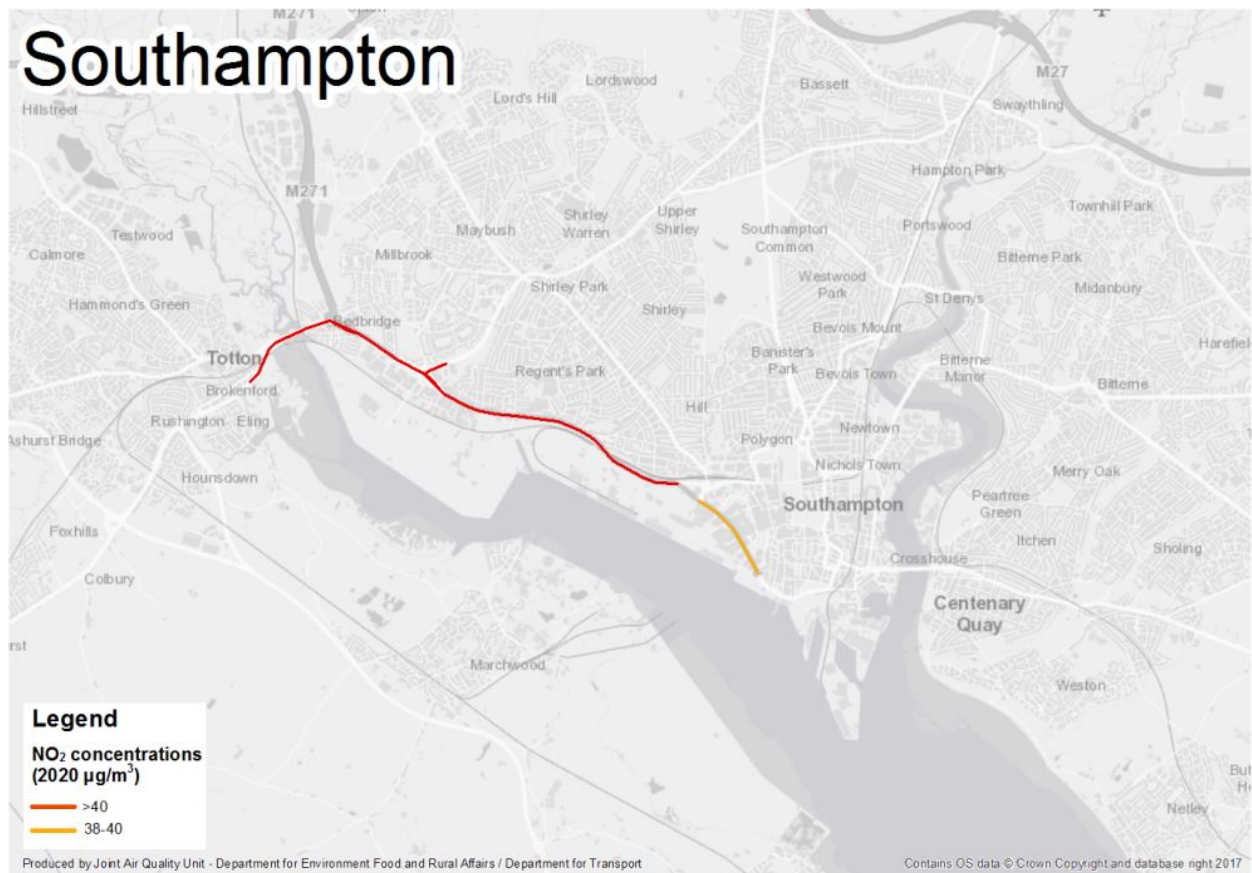 Southampton
M271
M27
Lordswood
Bassett
Lord's Hill
Swaythling
Hillstreet
M271
Hampton Park
Upper
Shirley
Shirley
Warren
Townhill Park
Testwood
Maybush
Southampton
Common
Portswood
Calmore
Millbrook
Bitterne Park
Westwood
Park
Midanbury
Shirley Park
Hammond's Green
St Denys
Shirley
Redbridge
Bevois Mount
Harefiel
Totton
Banister's
Park
Bitterne
Manor
Regent's Park
Bevois Town
Bitterne
Brokenford
Hill
Rushington
Eling
Newtown
Ashurst Bridge
Polygon
Nichols Town
Merry Oak
Hounsdown
Southampton
Peartree
Green
Foxhills
Itchen
Sholing
Crosshouse
Colbury
Centenary
Quay
rst
Marchwood
Weston
Legend
NO₂ concentrations
(2020 µg/m³)
>40
38-40
But
He
Netley
Produced by Joint Air Quality Unit - Department for Environment Food and Rural Affairs / Department for Transport
Contains OS data © Crown Copyright and database right 2017